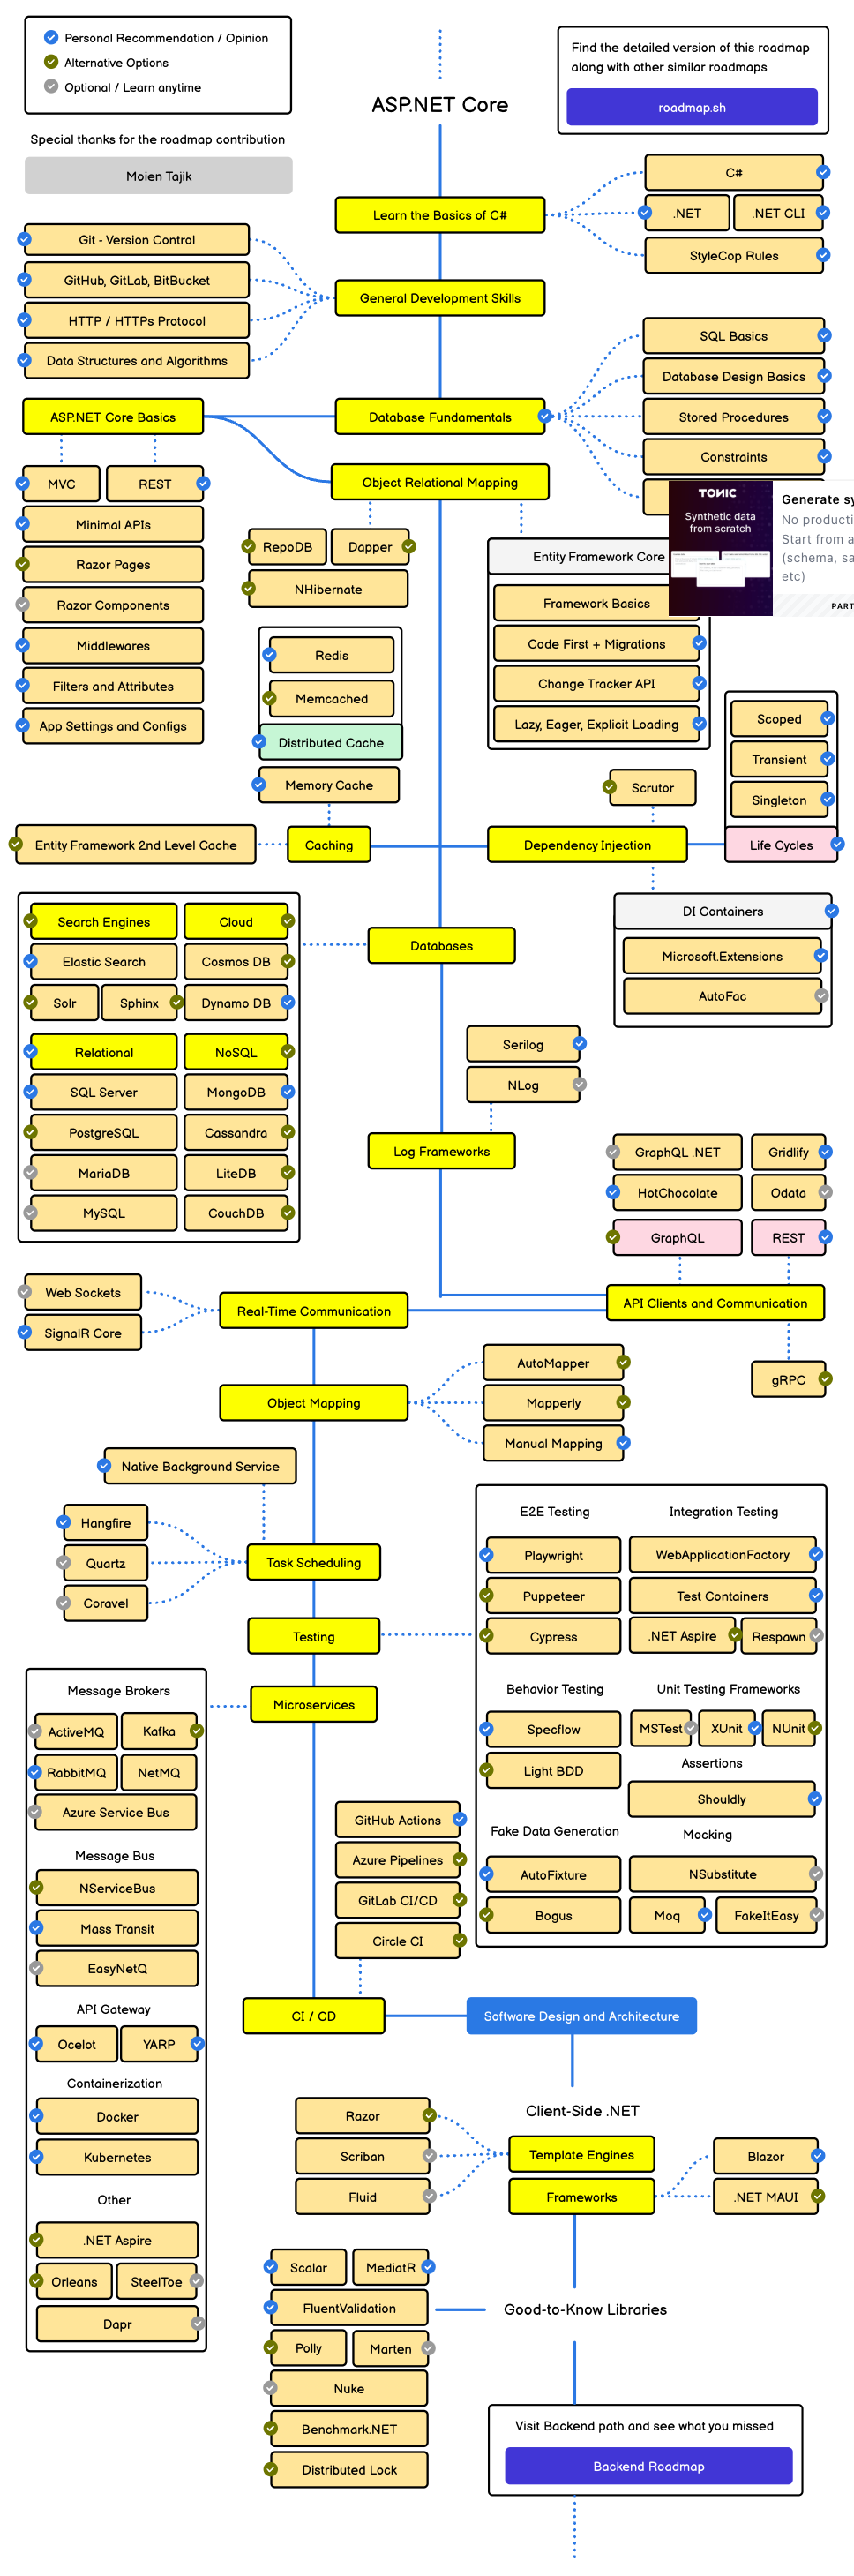 Personal Recommendation / Opinion
Alternative Options
Optional / Learn anytime
Special thanks for the roadmap contribution
Moien Tajik
ASP.NET Core
Find the detailed version of this roadmap
along with other similar roadmaps
roadmap.sh
Learn the Basics of C#
C#
.NET
.NET CLI
StyleCop Rules
General Development Skills
Git - Version Control
GitHub, GitLab, BitBucket
HTTP / HTTPs Protocol
Data Structures and Algorithms
Database Fundamentals
SQL Basics
Database Design Basics
Stored Procedures
Constraints
ASP.NET Core Basics
MVC
REST
Minimal APIs
Razor Pages
Razor Components
Middlewares
Filters and Attributes
App Settings and Configs
Object Relational Mapping
RepoDB
Dapper
NHibernate
Entity Framework Core
Framework Basics
Code First + Migrations
Change Tracker API
Lazy, Eager, Explicit Loading
TONIC
Synthetic data
from scratch
Generate sy
No producti
Start from a
(schema, sa
etc)
PART
Redis
Memcached
Distributed Cache
Memory Cache
Entity Framework 2nd Level Cache
Caching
Dependency Injection
Scrutor
Scoped
Transient
Singleton
Life Cycles
DI Containers
Microsoft.Extensions
AutoFac
Databases
Search Engines
Cloud
Elastic Search
Cosmos DB
Solr
Sphinx
Dynamo DB
Relational
NoSQL
SQL Server
MongoDB
PostgreSQL
Cassandra
MariaDB
LiteDB
MySQL
CouchDB
Serilog
NLog
Log Frameworks
GraphQL .NET
Gridlify
HotChocolate
Odata
GraphQL
REST
API Clients and Communication
gRPC
Real-Time Communication
Web Sockets
SignalR Core
Object Mapping
AutoMapper
Mapperly
Manual Mapping
Native Background Service
Hangfire
Quartz
Coravel
Task Scheduling
Testing
E2E Testing
Playwright
Puppeteer
Cypress
Integration Testing
WebApplicationFactory
Test Containers
.NET Aspire
Respawn
Behavior Testing
Specflow
Light BDD
Unit Testing Frameworks
MSTest
XUnit
NUnit
Assertions
Shouldly
Fake Data Generation
AutoFixture
Bogus
Mocking
NSubstitute
Moq
FakeItEasy
Microservices
Message Brokers
ActiveMQ
Kafka
RabbitMQ
NetMQ
Azure Service Bus
Message Bus
NServiceBus
Mass Transit
EasyNetQ
API Gateway
Ocelot
YARP
Containerization
Docker
Kubernetes
Other
.NET Aspire
Orleans
SteelToe
Dapr
GitHub Actions
Azure Pipelines
GitLab CI/CD
Circle CI
CI / CD
Software Design and Architecture
Client-Side .NET
Template Engines
Razor
Scriban
Fluid
Frameworks
Blazor
.NET MAUI
Good-to-Know Libraries
Scalar
MediatR
FluentValidation
Polly
Marten
Nuke
Benchmark.NET
Distributed Lock
Visit Backend path and see what you missed
Backend Roadmap